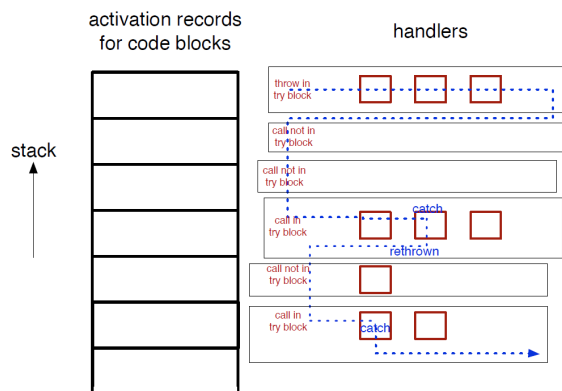 activation records
for code blocks
handlers
stack
throw in
try block
call not in
try block
call not in
try block
call in
try block
catch
rethrown
call not in
try block
call in
try block
catch